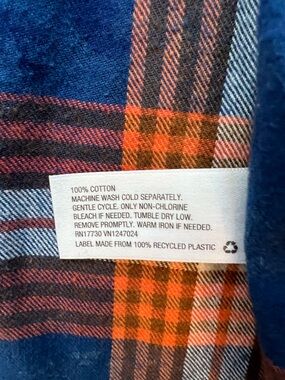 100% COTTON
MACHINE WASH COLD SEPARATELY.
GENTLE CYCLE. ONLY NON-CHLORINE
BLEACH IF NEEDED. TUMBLE DRY LOW.
REMOVE PROMPTLY. WARM IRON IF NEEDED.
RN17730 VN1247024
LABEL MADE FROM 100% RECYCLED PLASTIC